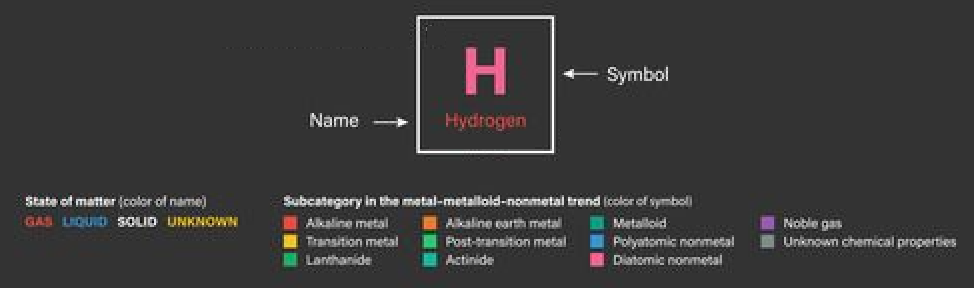 H
Symbol
Name
Hydrogen
State of matter (color of name)
GAS LIQUID SOLID UNKNOWN
Subcategory in the metal-metalloid-nonmetal trend (color of symbol)
Alkaline metal Alkaline earth metal Metalloid Noble gas
Transition metal Post-transition metal Polyatomic nonmetal Unknown chemical properties
Lanthanide Actinide Diatomic nonmetal